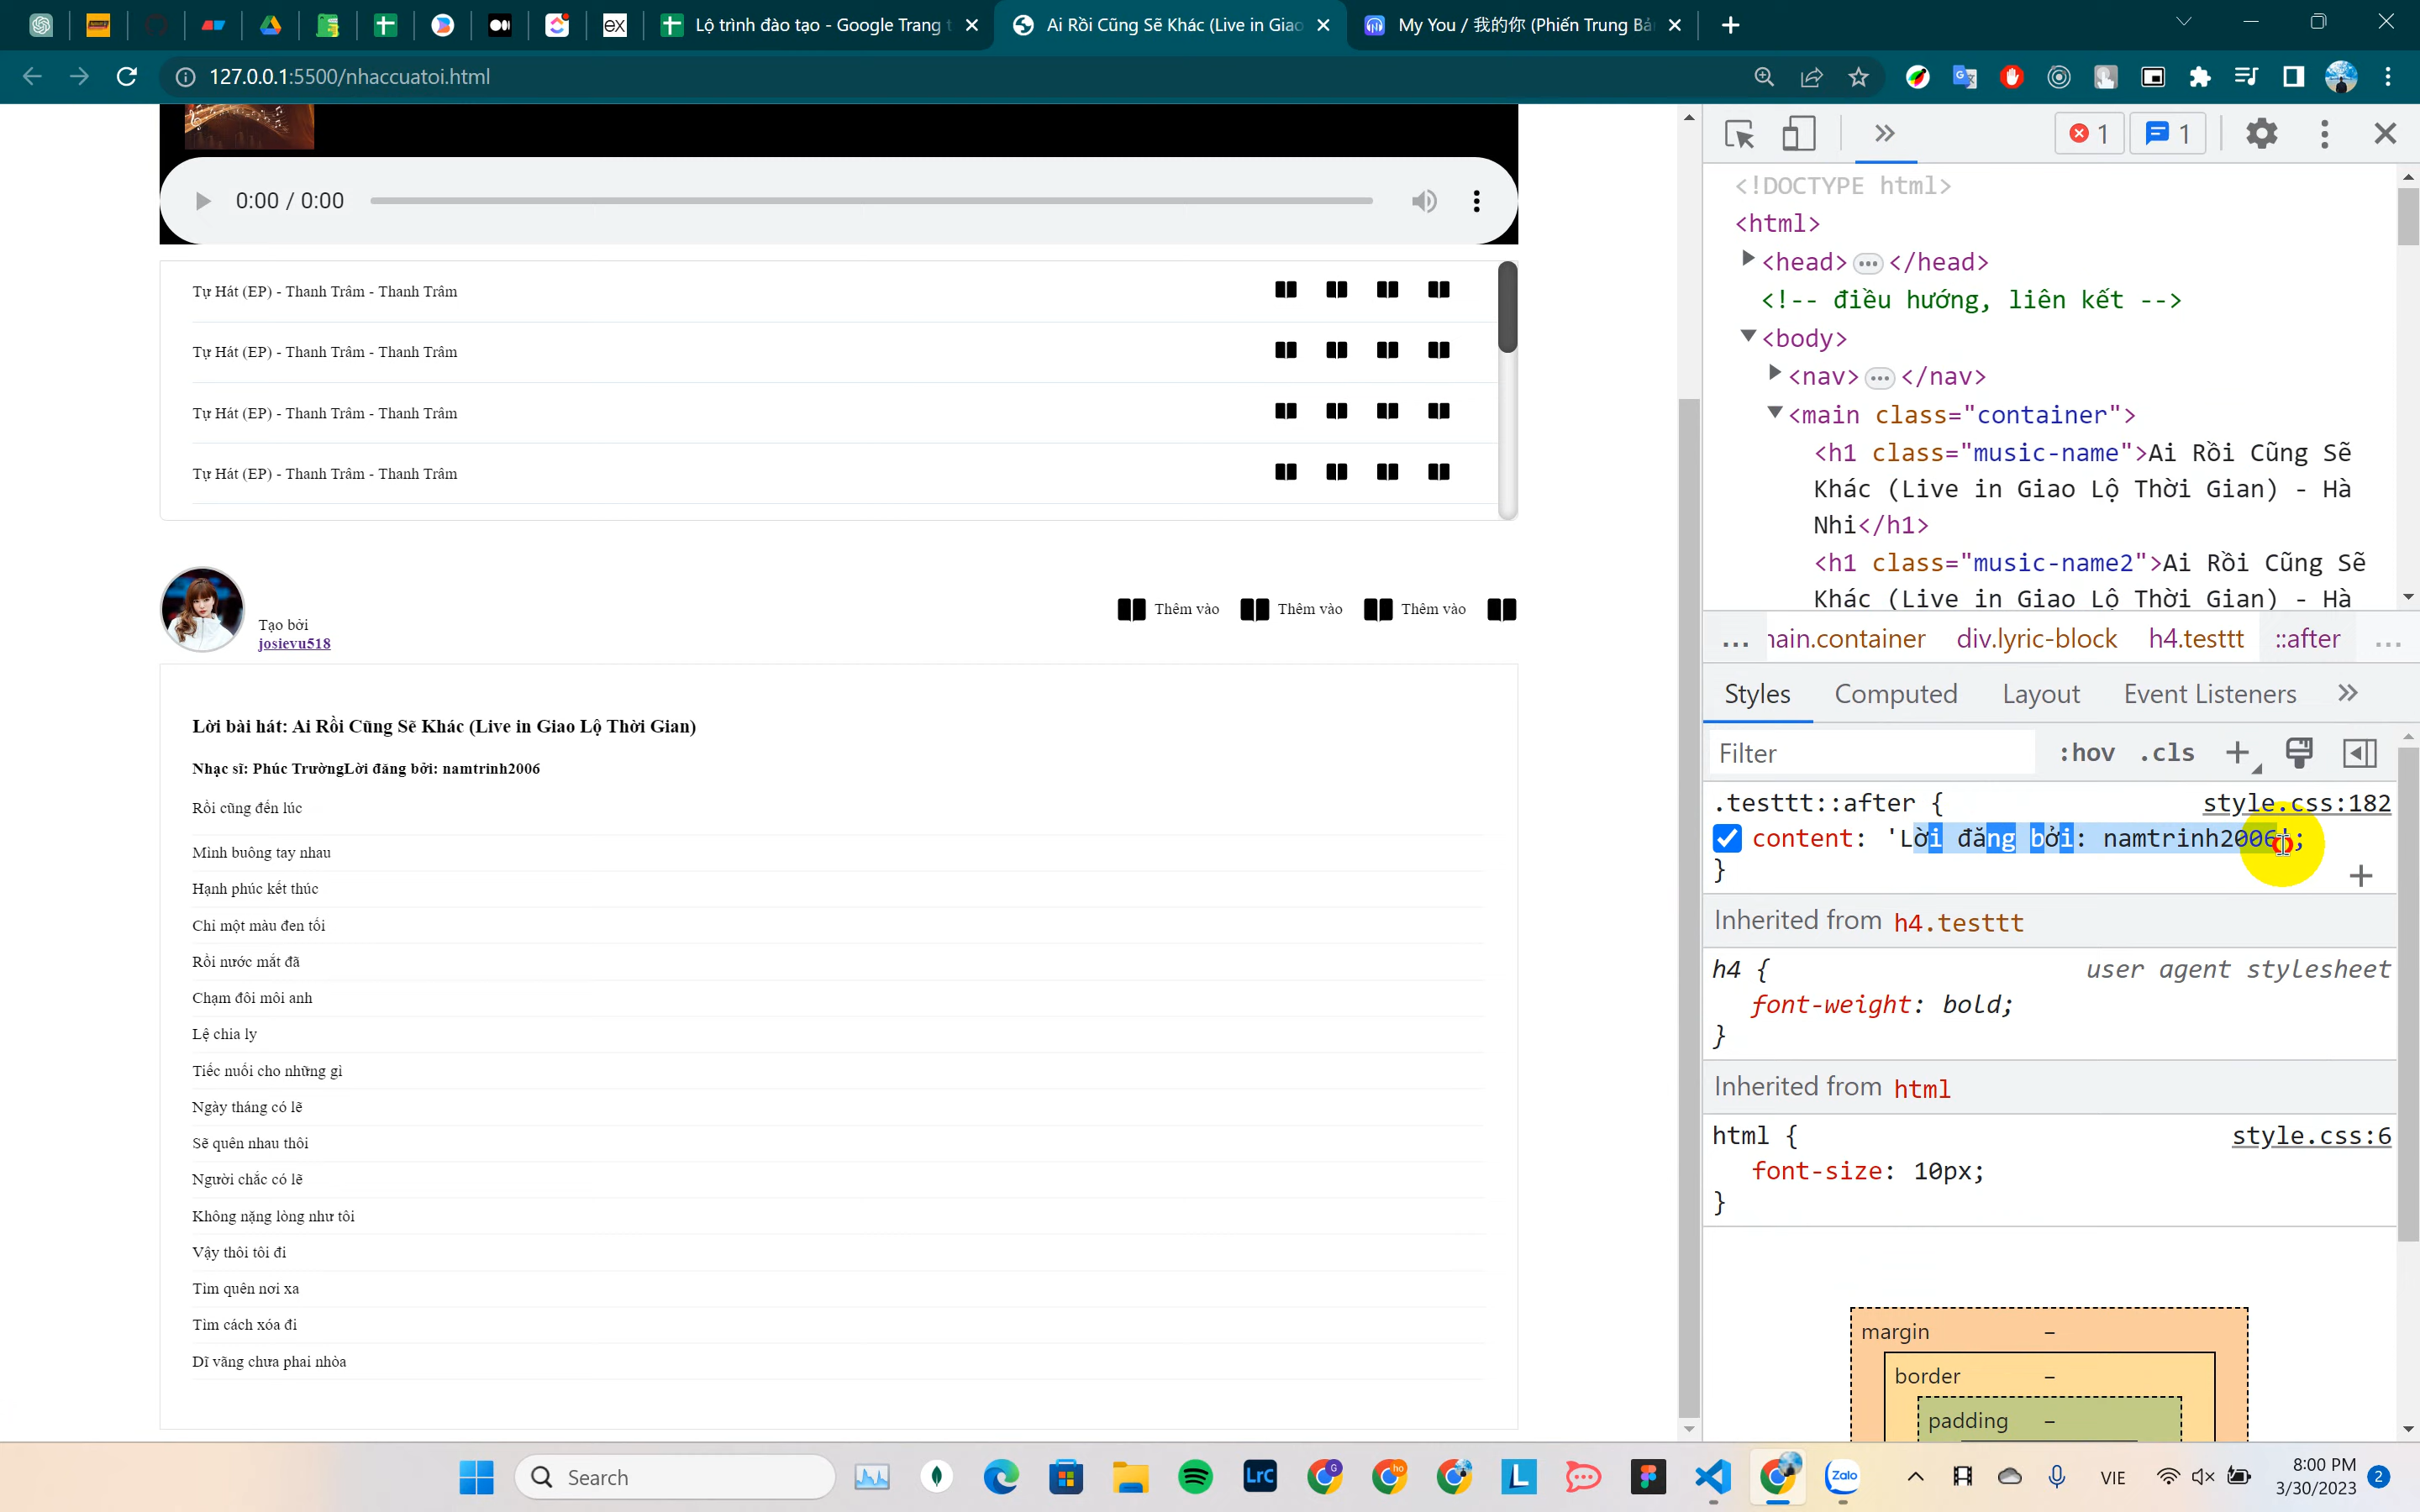 Lộ trình đào tạo - Google Trang t
Ai Rồi Cũng Sẽ Khác (Live in Giao
My You / 我的你 (Phiến Trung Bả
127.0.0.1:5500/nhaccuatoi.html
0:00 / 0:00
Tự Hát (EP) - Thanh Trâm - Thanh Trâm
Tự Hát (EP) - Thanh Trâm - Thanh Trâm
Tự Hát (EP) - Thanh Trâm - Thanh Trâm
Tự Hát (EP) - Thanh Trâm - Thanh Trâm
Tạo bởi
josievu518
Thêm vào Thêm vào Thêm vào
Lời bài hát: Ai Rồi Cũng Sẽ Khác (Live in Giao Lộ Thời Gian)
Nhạc sĩ: Phúc TrườngLời đăng bởi: namtrinh2006
Rồi cũng đến lúc
Mình buông tay nhau
Hạnh phúc kết thúc
Chỉ một màu đen tối
Rồi nước mắt đã
Chạm đôi môi anh
Lệ chia ly
Tiếc nuối cho những gì
Ngày tháng có lẽ
Sẽ quên nhau thôi
Người chắc có lẽ
Không nặng lòng như tôi
Vậy thôi tôi đi
Tìm quên nơi xa
Tìm cách xóa đi
Dĩ vãng chưa phai nhòa
1 1
<!DOCTYPE html>
<html>
<head> ••• </head>
<!-- điều hướng, liên kết -->
<body>
<nav> ••• </nav>
<main class="container">
<h1 class="music-name">Ai Rồi Cũng Sẽ
Khác (Live in Giao Lộ Thời Gian) - Hà
Nhi</h1>
<h1 class="music-name2">Ai Rồi Cũng Sẽ
Khác (Live in Giao Lộ Thời Gian) - Hà
... main.container div.lyric-block h4.testtt ::after ...
Styles Computed Layout Event Listeners
Filter :hov .cls
.testtt::after { style.css:182
content: 'Lời đăng bởi: namtrinh2006';
}
Inherited from h4.testtt
h4 { user agent stylesheet
font-weight: bold;
}
Inherited from html
html { style.css:6
font-size: 10px;
}
margin –
border –
padding –
Search
Lrc
Zalo
VIE
8:00 PM
3/30/2023
2